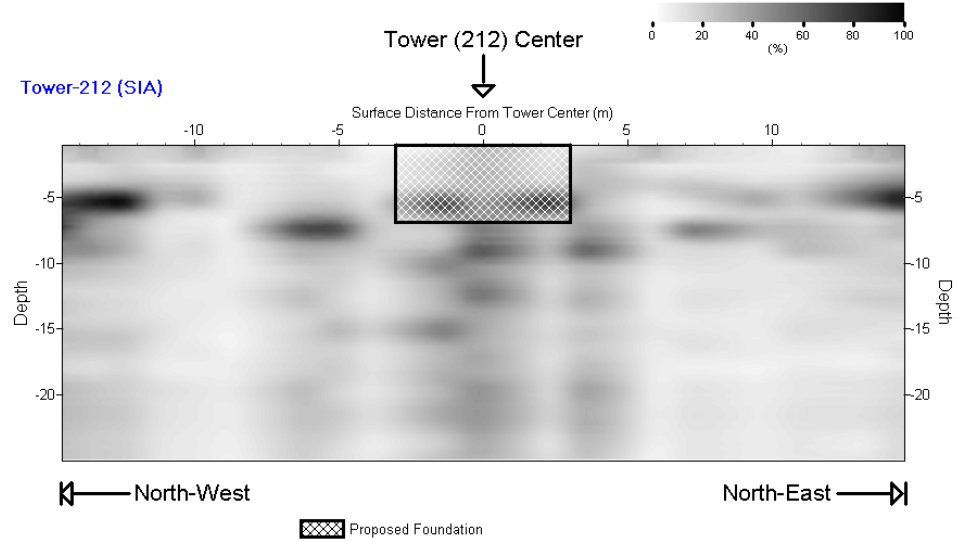 0 20 40 60 80 100
(%)
Tower (212) Center
Tower-212 (SIA)
Surface Distance From Tower Center (m)
-10 -5 0 5 10
-5 -5
-10 -10
Depth Depth
-15 -15
-20 -20
North-West North-East
Proposed Foundation